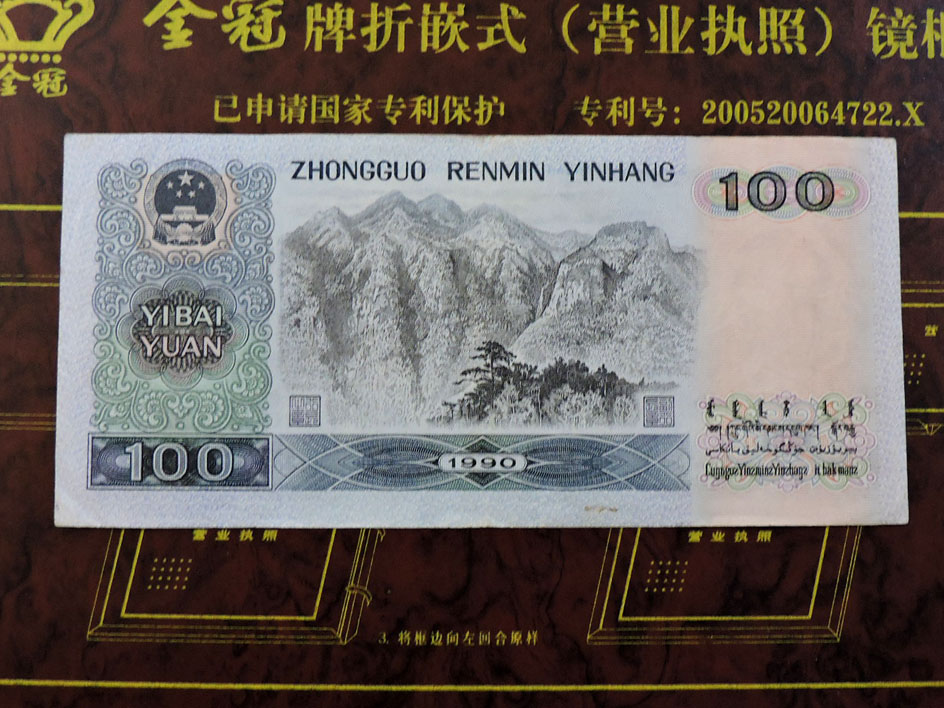 金冠牌折嵌式（营业执照）镜框
金冠
已申请国家专利保护 专利号：200520064722.X
ZHONGGUO RENMIN YINHANG
100
YIBAI
YUAN
100
1990
营业执照
营业执照
3. 将框边向左回合原样